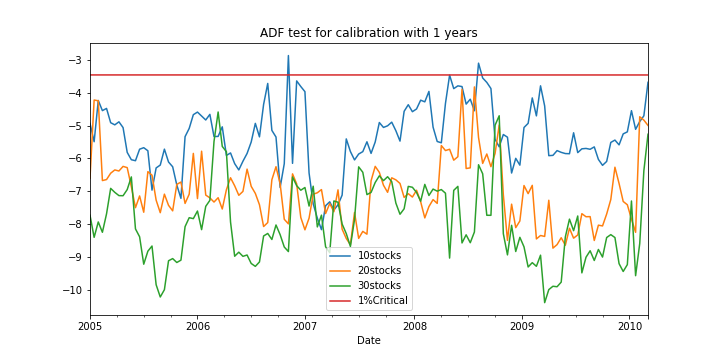 ADF test for calibration with 1 years
−3
−4
−5
−6
−7
−8
−9
−10
10stocks
20stocks
30stocks
1%Critical
2005 2006 2007 2008 2009 2010
Date